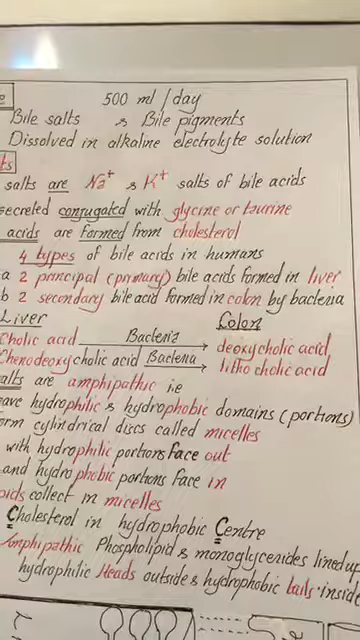 e 500 ml / day
Bile salts & Bile pigments
Dissolved in alkaline electrolyte solution
ts
salts are Na+ & K+ salts of bile acids
secreted conjugated with glycine or taurine
acids are formed from cholesterol
4 types of bile acids in humans
a 2 principal (primary) bile acids formed in liver
b 2 secondary bile acid formed in colon by bacteria
Liver Colon
Cholic acid Bacteria → deoxycholic acid
Chenodeoxycholic acid Bacteria → lithocholic acid
alts are amphipathic i.e
ave hydrophilic & hydrophobic domains (portions)
orm cylindrical discs called micelles
with hydrophilic portions face out
and hydrophobic portions face in
pids collect in micelles
Cholesterol in hydrophobic Centre
Amphipathic Phospholipid & monoglycerides lined up
hydrophilic Heads outside & hydrophobic tails inside